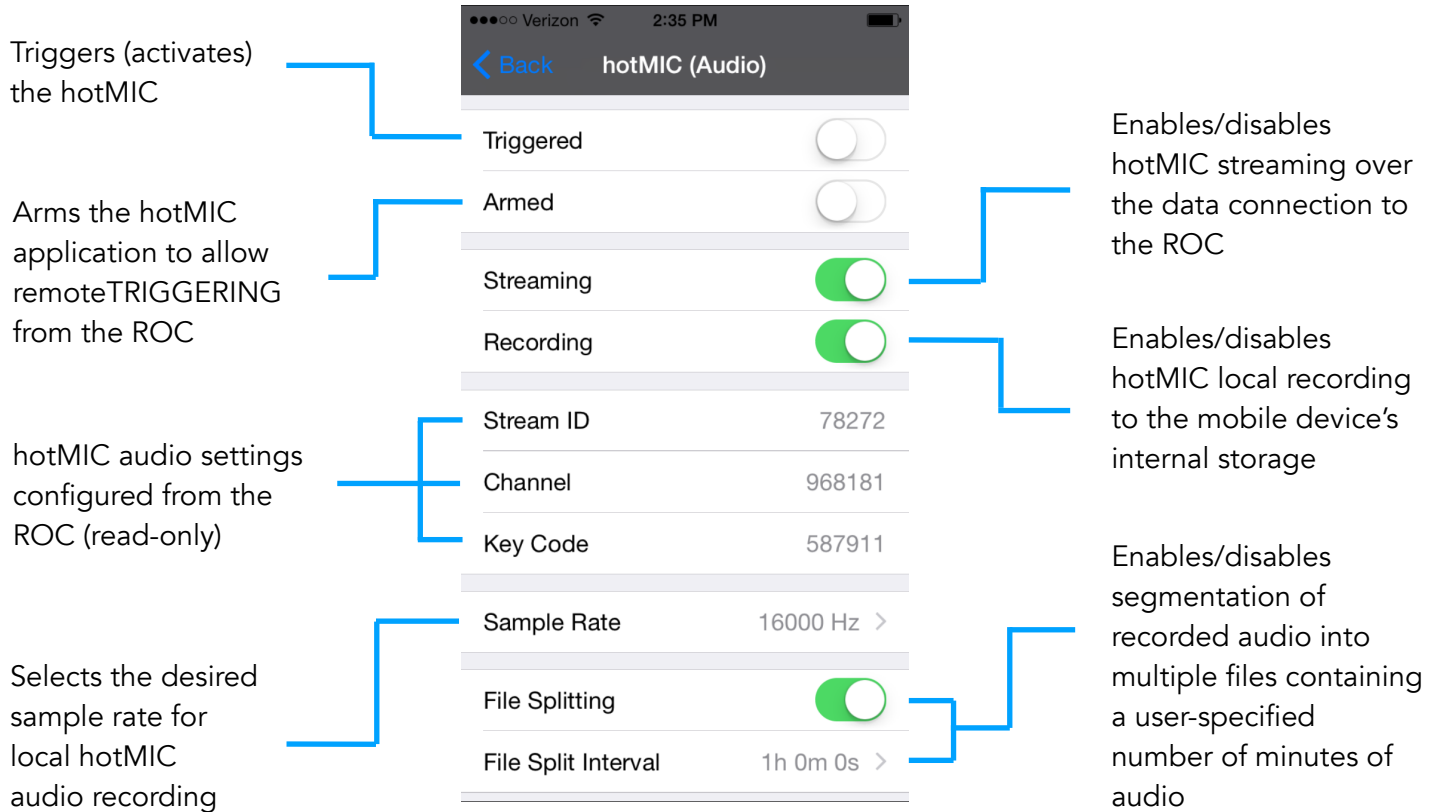 Verizon 2:35 PM
Back hotMIC (Audio)
Triggers (activates)
the hotMIC
Arms the hotMIC
application to allow
remoteTRIGGERING
from the ROC
hotMIC audio settings
configured from the
ROC (read-only)
Selects the desired
sample rate for
local hotMIC
audio recording
Triggered
Armed
Streaming
Recording
Stream ID 78272
Channel 968181
Key Code 587911
Sample Rate 16000 Hz
File Splitting
File Split Interval 1h 0m 0s
Enables/disables
hotMIC streaming over
the data connection to
the ROC
Enables/disables
hotMIC local recording
to the mobile device’s
internal storage
Enables/disables
segmentation of
recorded audio into
multiple files containing
a user-specified
number of minutes of
audio